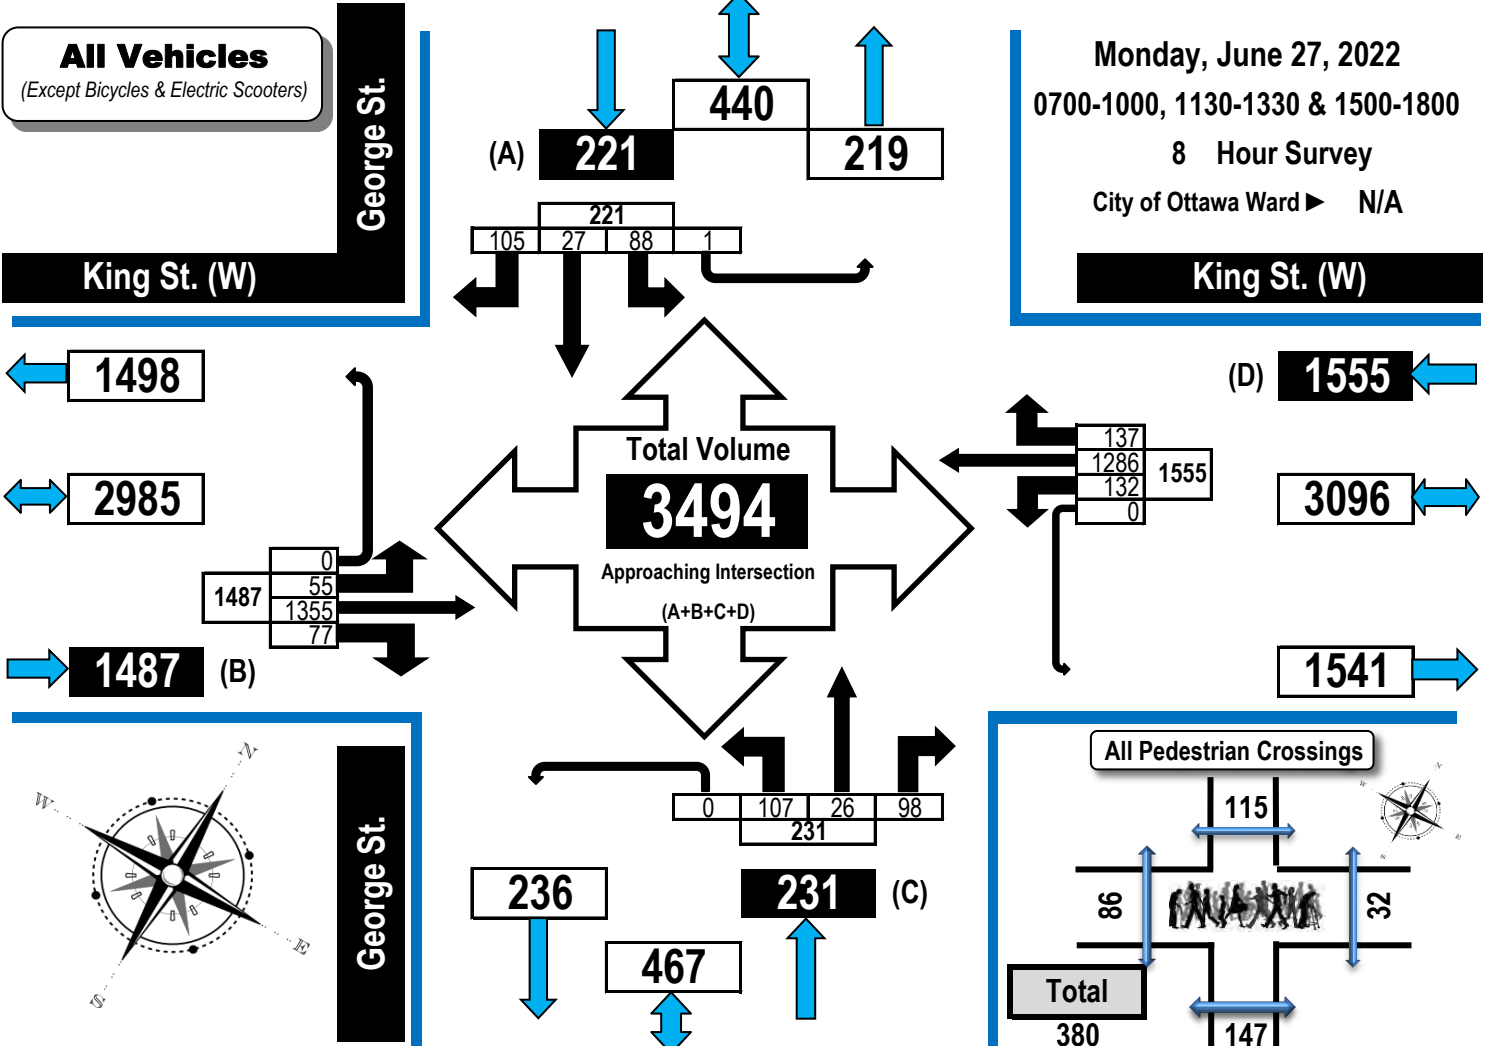 All Vehicles
(Except Bicycles & Electric Scooters)
George St.
King St. (W)
440
(A) 221
219
221
105 27 88 1
Monday, June 27, 2022
0700-1000, 1130-1330 & 1500-1800
8 Hour Survey
City of Ottawa Ward ► N/A
King St. (W)
1498
2985
0
55
1355
77
1487
1487 (B)
Total Volume
3494
Approaching Intersection
(A+B+C+D)
(D) 1555
137
1286
132
0
1555
3096
1541
0 107 26 98
231
236
231 (C)
467
George St.
N
W
E
S
All Pedestrian Crossings
115
86
32
147
Total
380
N
W
E
S